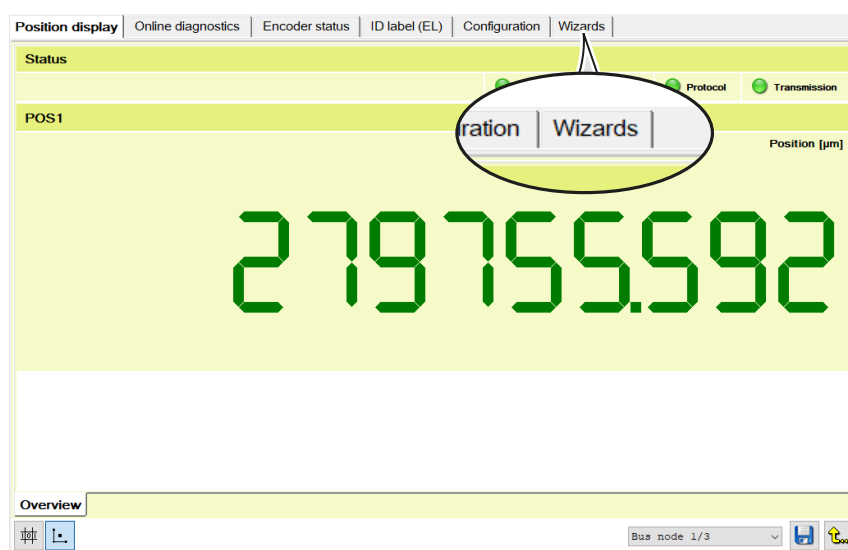 Position display Online diagnostics Encoder status ID label (EL) Configuration Wizards
Status
Protocol Transmission
POS1
ration Wizards
Position [µm]
279755.592
Overview
Bus node 1/3